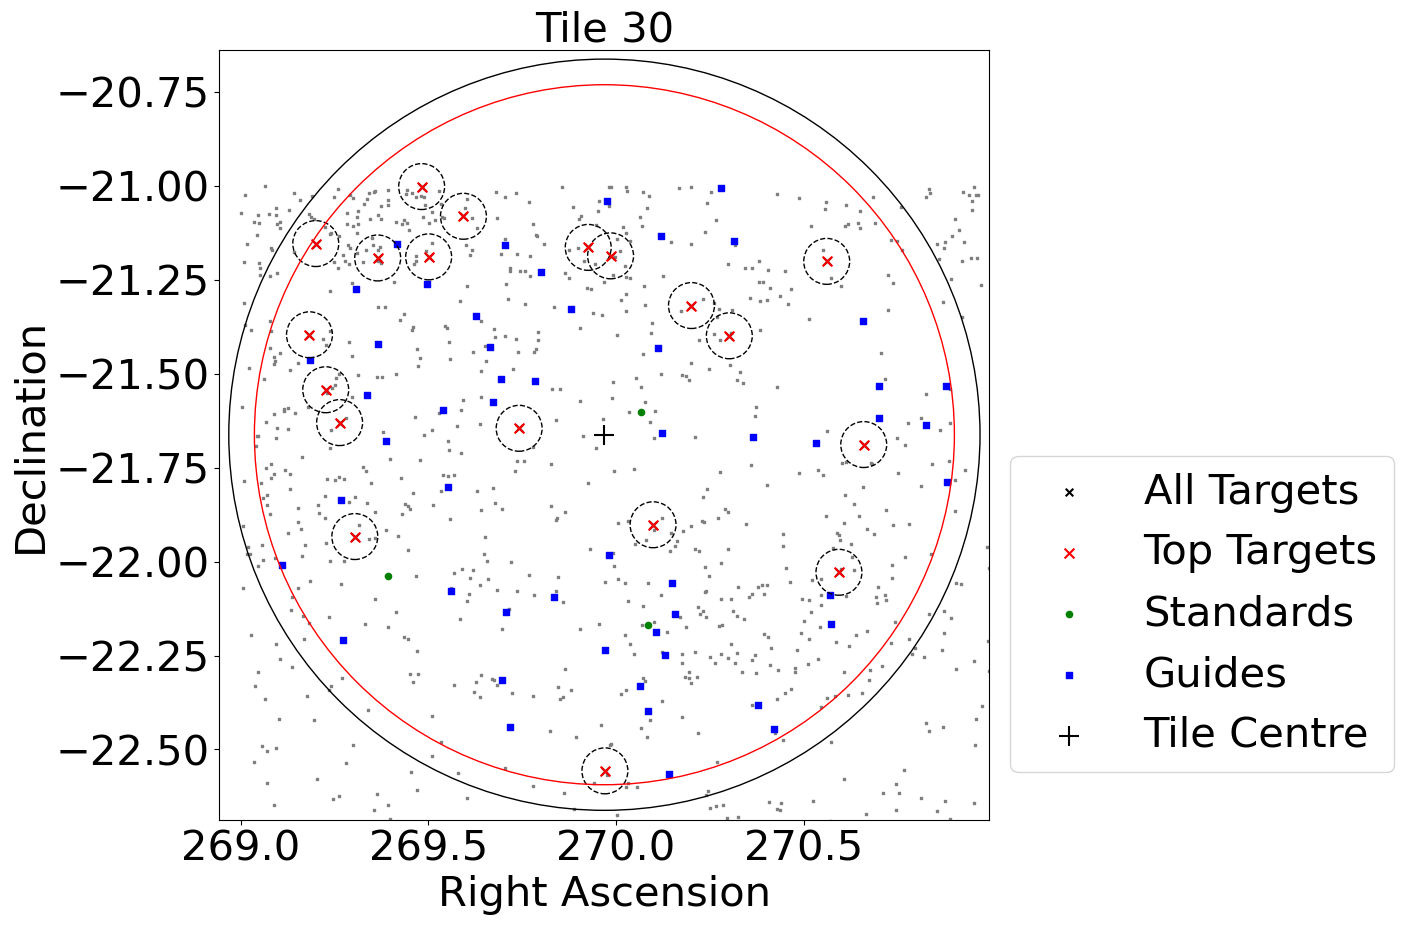 Tile 30
Declination
−20.75
−21.00
−21.25
−21.50
−21.75
−22.00
−22.25
−22.50
269.0 269.5 270.0 270.5
Right Ascension
All Targets
Top Targets
Standards
Guides
Tile Centre